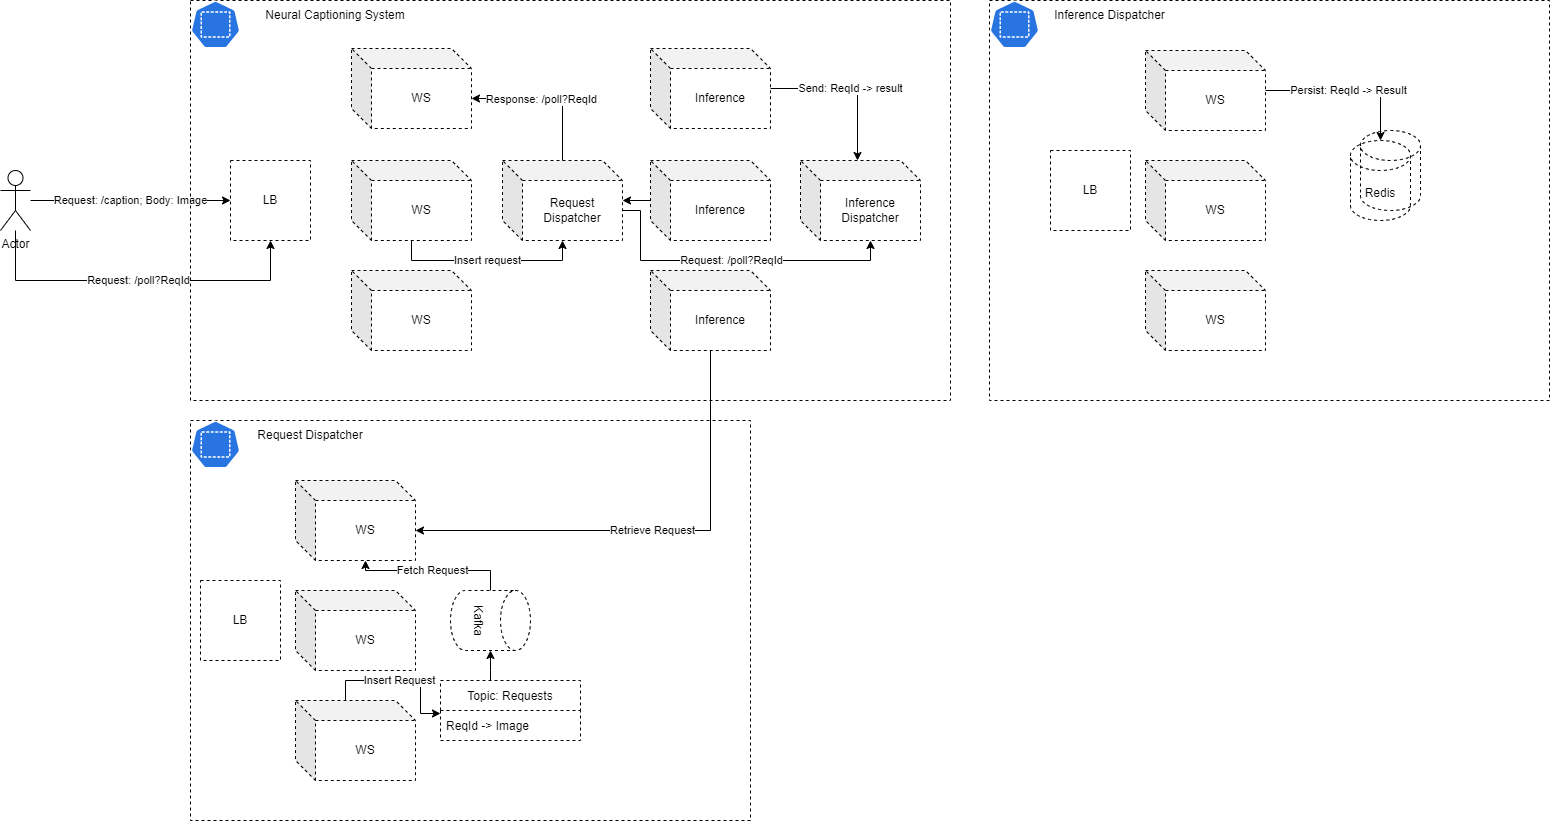 Neural Captioning System
Inference Dispatcher
WS
Inference
Send: ReqId -> result
Response: /poll?ReqId
WS
Persist: ReqId -> Result
Actor
Request: /caption; Body: Image
LB
WS
Request
Dispatcher
Inference
Inference
Dispatcher
LB
WS
Redis
Insert request
Request: /poll?ReqId
Request: /poll?ReqId
WS
Inference
WS
Request Dispatcher
WS
Retrieve Request
Fetch Request
LB
WS
Kafka
Insert Request
Topic: Requests
ReqId -> Image
WS